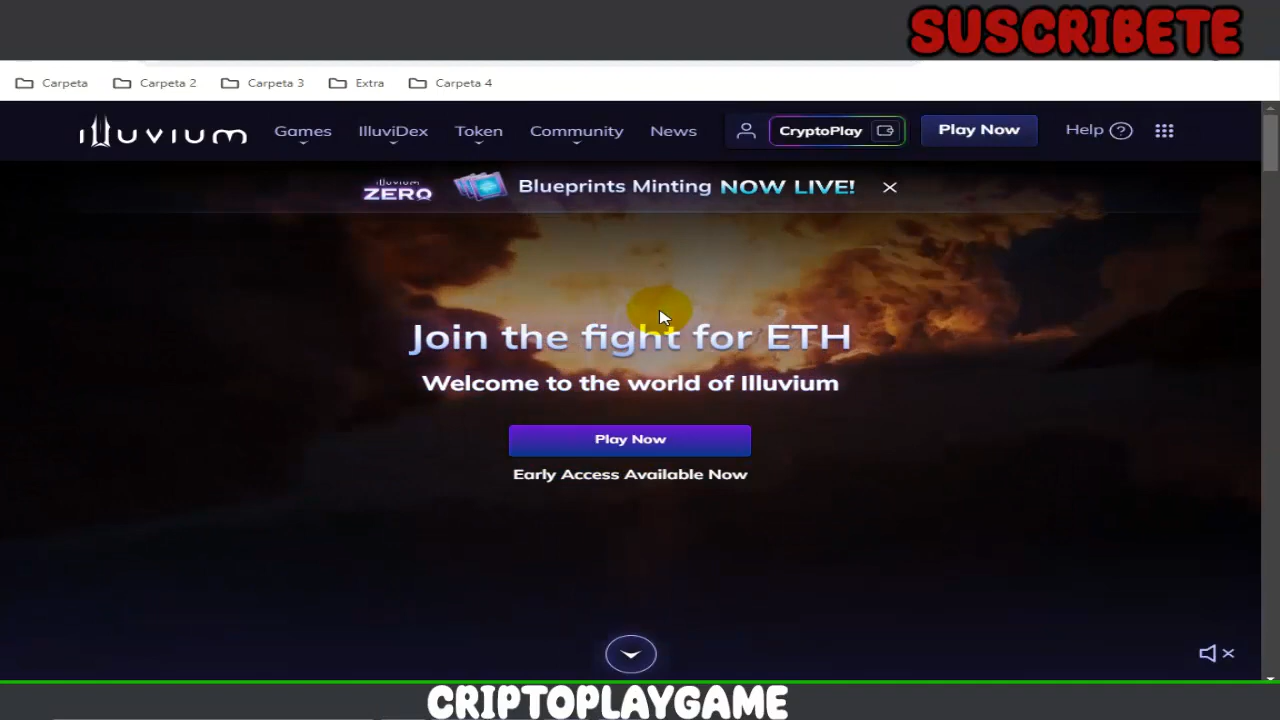 SUSCRIBETE
Carpeta Carpeta 2 Carpeta 3 Extra Carpeta 4
illuvium Games IlluviDex Token Community News CryptoPlay Play Now Help ?
illuvium ZERO Blueprints Minting NOW LIVE!
Join the fight for ETH
Welcome to the world of Illuvium
Play Now
Early Access Available Now
CRIPTOPLAYGAME